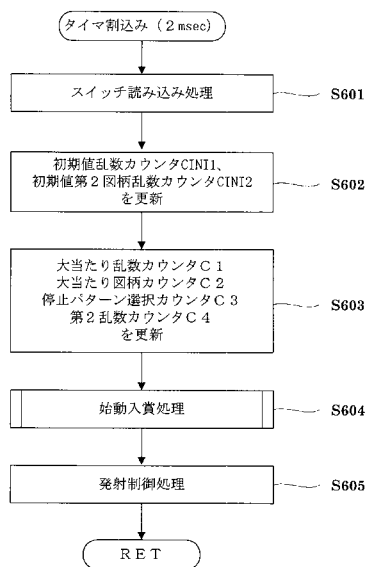 タイマ割込み（２msec）
スイッチ読み込み処理
S601
初期値乱数カウンタCINI1、
初期値第２図柄乱数カウンタCINI2
を更新
S602
大当たり乱数カウンタＣ１
大当たり図柄カウンタＣ２
停止パターン選択カウンタＣ３
第２乱数カウンタＣ４
を更新
S603
始動入賞処理
S604
発射制御処理
S605
ＲＥＴ